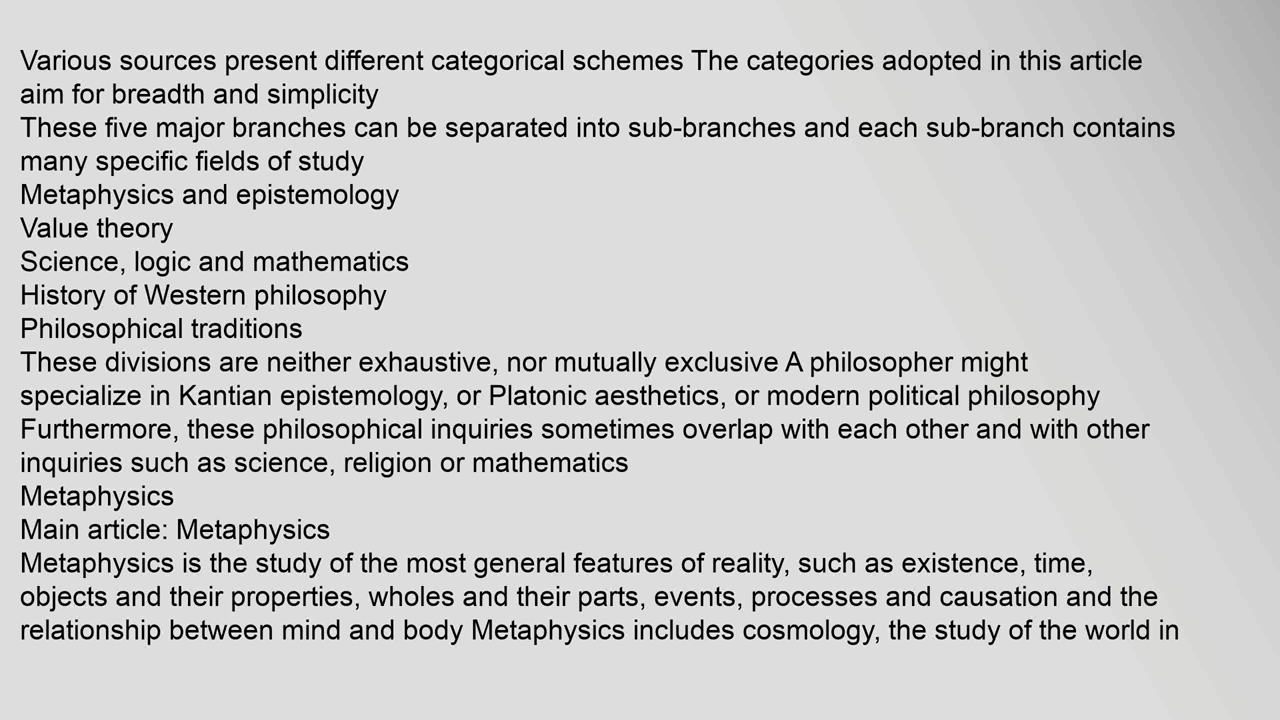 Various sources present different categorical schemes The categories adopted in this article
aim for breadth and simplicity
These five major branches can be separated into sub-branches and each sub-branch contains
many specific fields of study
Metaphysics and epistemology
Value theory
Science, logic and mathematics
History of Western philosophy
Philosophical traditions
These divisions are neither exhaustive, nor mutually exclusive A philosopher might
specialize in Kantian epistemology, or Platonic aesthetics, or modern political philosophy
Furthermore, these philosophical inquiries sometimes overlap with each other and with other
inquiries such as science, religion or mathematics
Metaphysics
Main article: Metaphysics
Metaphysics is the study of the most general features of reality, such as existence, time,
objects and their properties, wholes and their parts, events, processes and causation and the
relationship between mind and body Metaphysics includes cosmology, the study of the world in